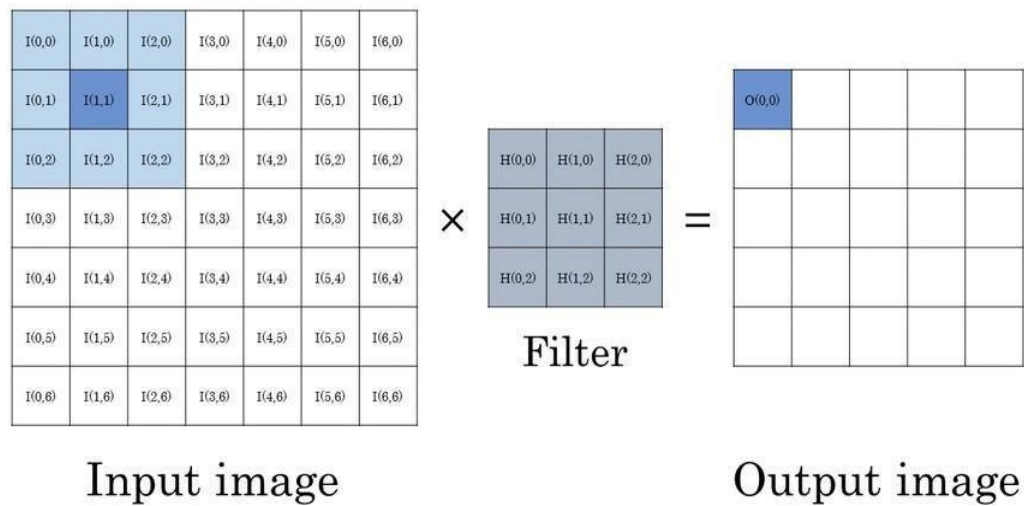 I(0,0) I(1,0) I(2,0) I(3,0) I(4,0) I(5,0) I(6,0)
I(0,1) I(1,1) I(2,1) I(3,1) I(4,1) I(5,1) I(6,1)
I(0,2) I(1,2) I(2,2) I(3,2) I(4,2) I(5,2) I(6,2)
I(0,3) I(1,3) I(2,3) I(3,3) I(4,3) I(5,3) I(6,3)
I(0,4) I(1,4) I(2,4) I(3,4) I(4,4) I(5,4) I(6,4)
I(0,5) I(1,5) I(2,5) I(3,5) I(4,5) I(5,5) I(6,5)
I(0,6) I(1,6) I(2,6) I(3,6) I(4,6) I(5,6) I(6,6)
Input image
×
H(0,0) H(1,0) H(2,0)
H(0,1) H(1,1) H(2,1)
H(0,2) H(1,2) H(2,2)
Filter
=
O(0,0)
Output image